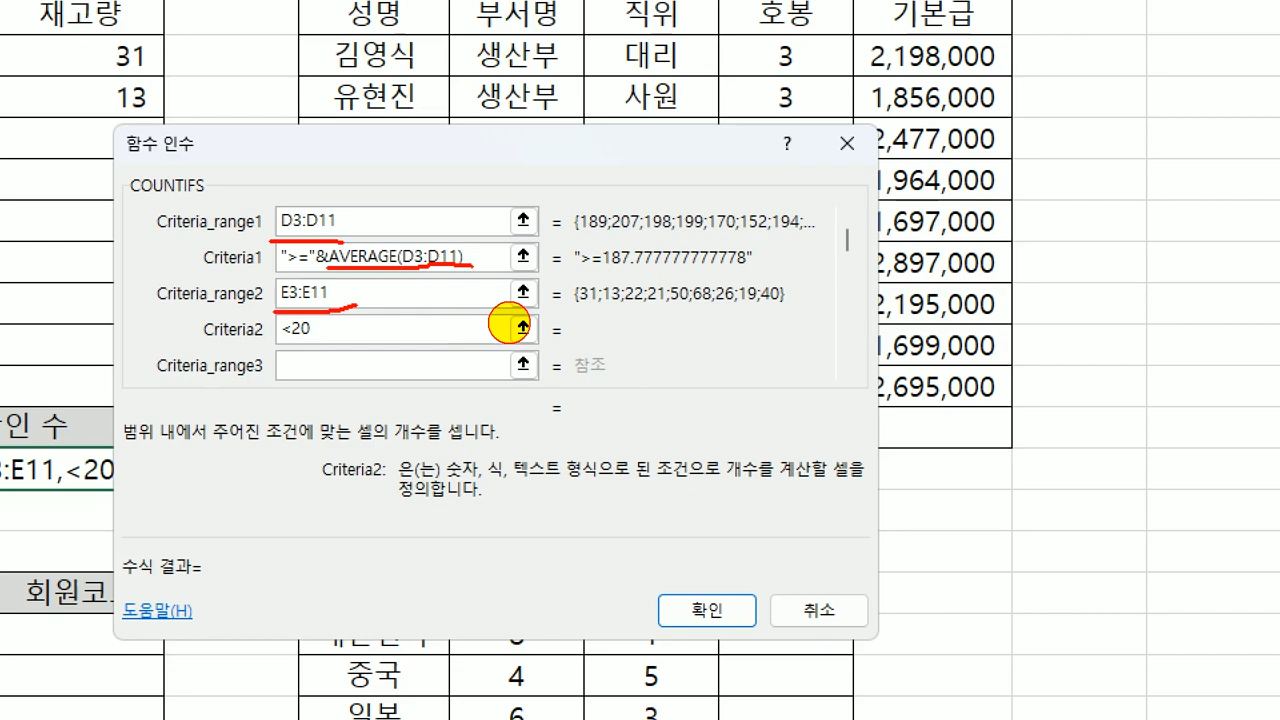 재고량 성명 부서명 직위 호봉 기본급
31 김영식 생산부 대리 3 2,198,000
13 유현진 생산부 사원 3 1,856,000
함수 인수 ? 2,477,000
COUNTIFS 1,964,000
Criteria_range1 D3:D11 = {189;207;198;199;170;152;194;... 1,697,000
Criteria1 ">="&AVERAGE(D3:D11) = ">=187.777777777778" 2,897,000
Criteria_range2 E3:E11 = {31;13;22;21;50;68;26;19;40} 2,195,000
Criteria2 <20 = 1,699,000
Criteria_range3 = 참조 2,695,000
=
인 수
범위 내에서 주어진 조건에 맞는 셀의 개수를 셉니다.
:E11,<20
Criteria2: 은(는) 숫자, 식, 텍스트 형식으로 된 조건으로 개수를 계산할 셀을
정의합니다.
수식 결과=
회원코
도움말(H) 확인 취소
중국 4 5
일본 6 3